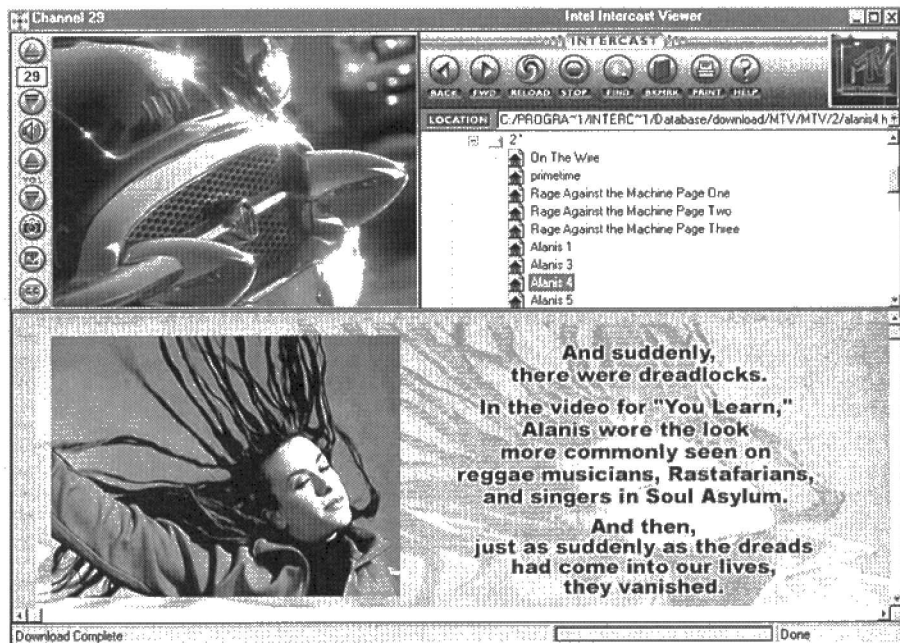 Channel 29
Intel Intercast Viewer
29
INTERCAST
BACK FWD RELOAD STOP FIND BKMRK PRINT HELP
MTV
LOCATION C:/PROGRA~1/INTERC~1/Database/download/MTV/MTV/2/alanis4.h
2
On The Wire
primetime
Rage Against the Machine Page One
Rage Against the Machine Page Two
Rage Against the Machine Page Three
Alanis 1
Alanis 3
Alanis 4
Alanis 5
CC
And suddenly,
there were dreadlocks.
In the video for "You Learn,"
Alanis wore the look
more commonly seen on
reggae musicians, Rastafarians,
and singers in Soul Asylum.
And then,
just as suddenly as the dreads
had come into our lives,
they vanished.
Download Complete
Done